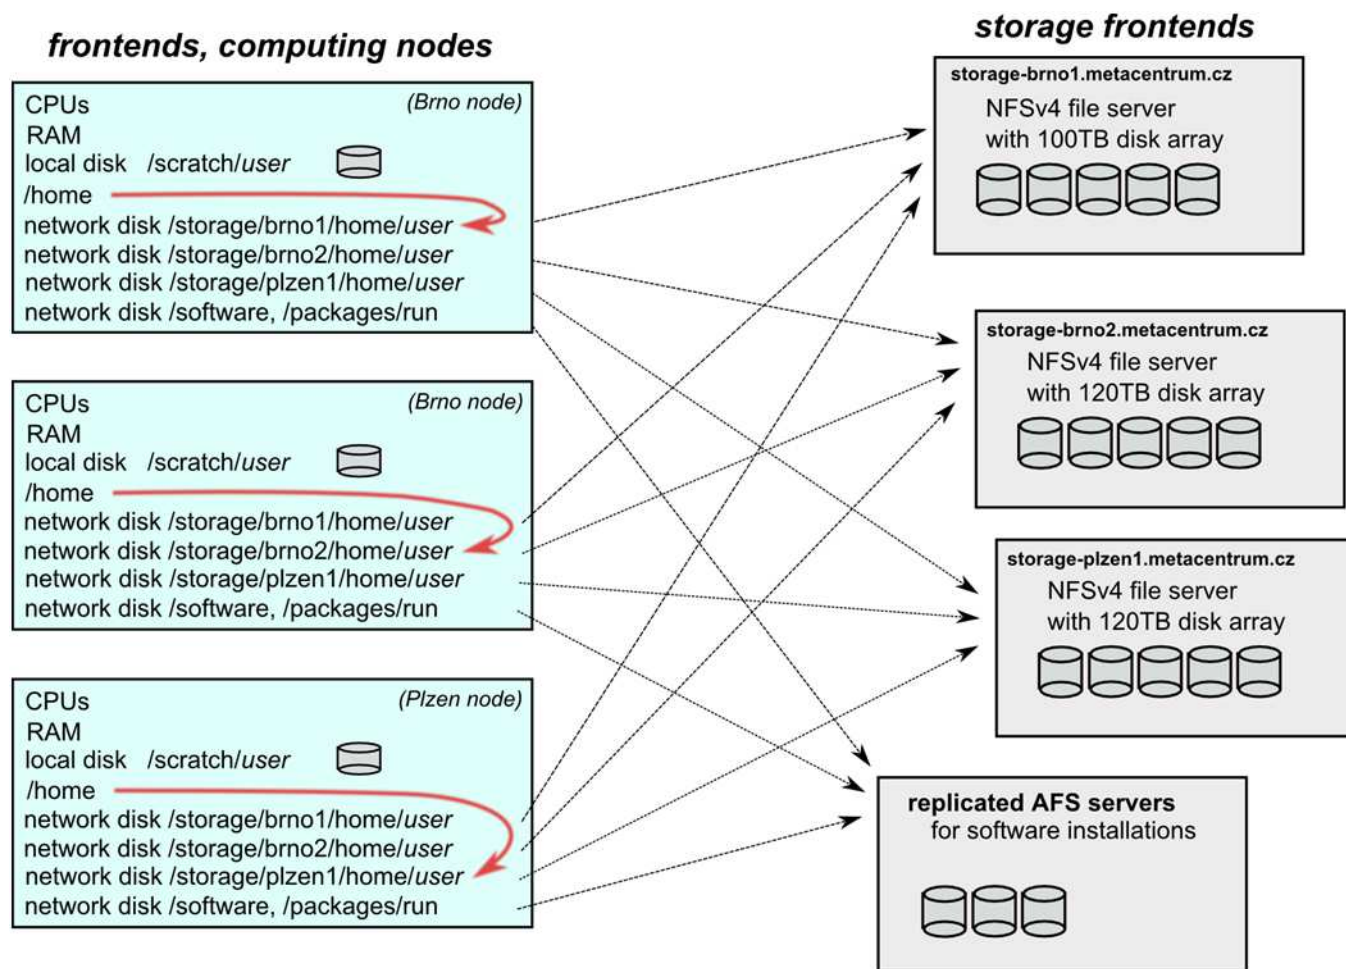 frontends, computing nodes
CPUs (Brno node)
RAM
local disk /scratch/user
/home
network disk /storage/brno1/home/user
network disk /storage/brno2/home/user
network disk /storage/plzen1/home/user
network disk /software, /packages/run
CPUs (Brno node)
RAM
local disk /scratch/user
/home
network disk /storage/brno1/home/user
network disk /storage/brno2/home/user
network disk /storage/plzen1/home/user
network disk /software, /packages/run
CPUs (Plzen node)
RAM
local disk /scratch/user
/home
network disk /storage/brno1/home/user
network disk /storage/brno2/home/user
network disk /storage/plzen1/home/user
network disk /software, /packages/run
storage frontends
storage-brno1.metacentrum.cz
NFSv4 file server
with 100TB disk array
storage-brno2.metacentrum.cz
NFSv4 file server
with 120TB disk array
storage-plzen1.metacentrum.cz
NFSv4 file server
with 120TB disk array
replicated AFS servers
for software installations